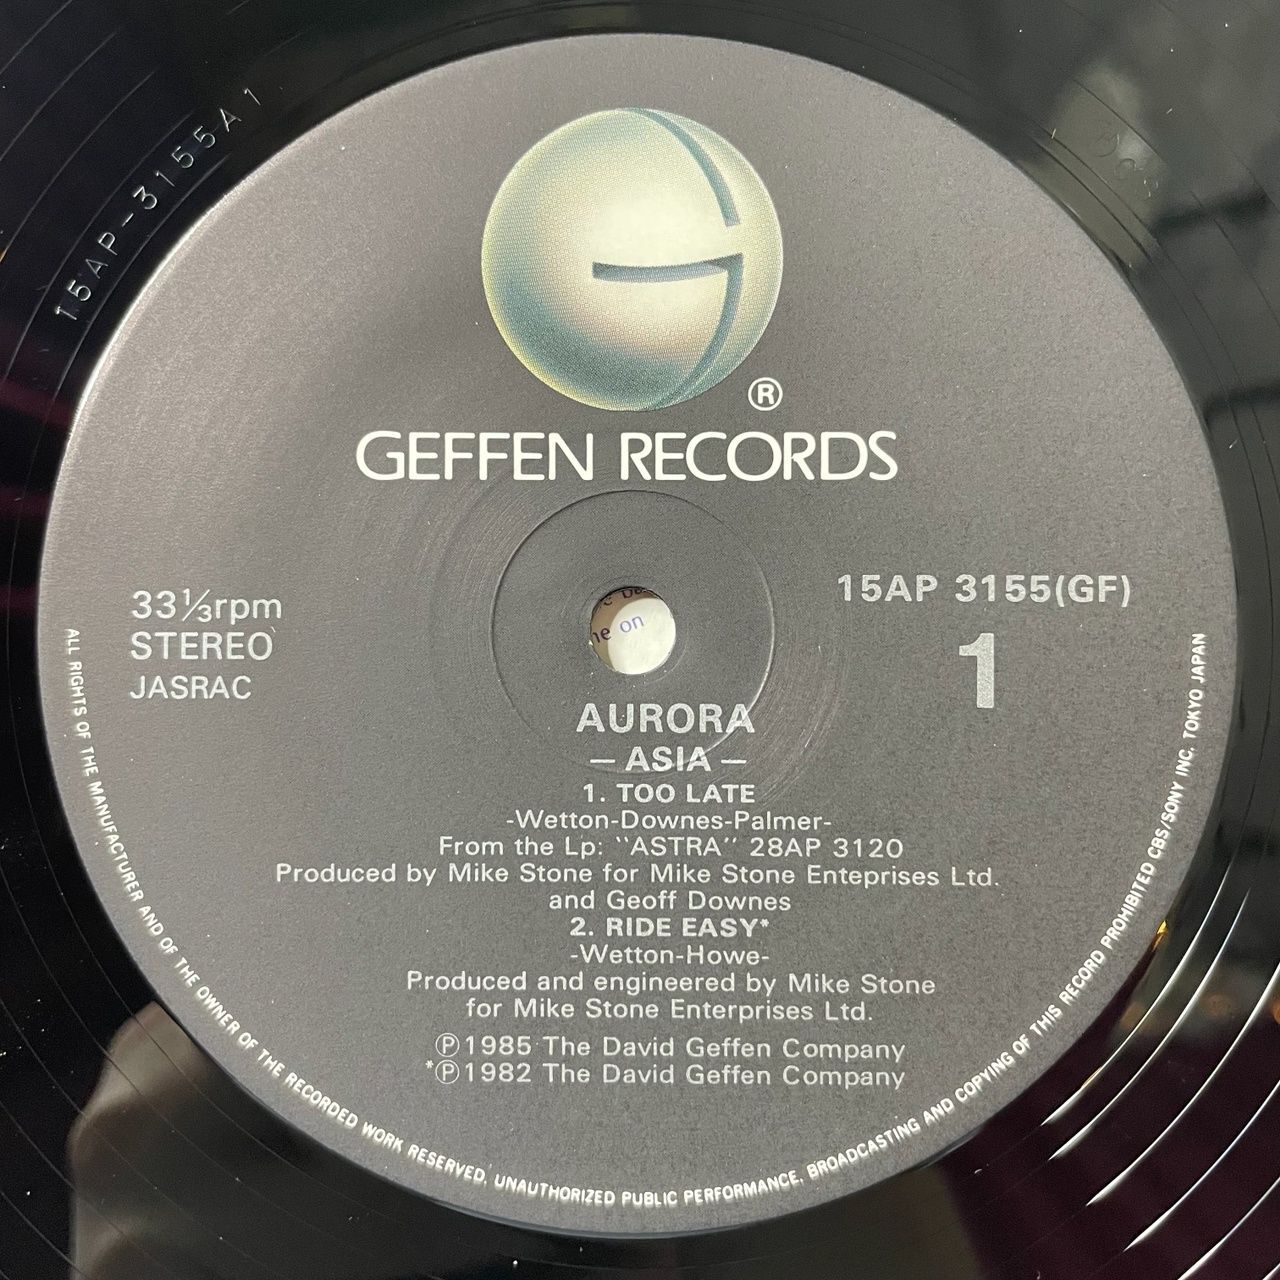 15AP-3155A1
®
GEFFEN RECORDS
33⅓rpm
STEREO
JASRAC
15AP 3155(GF)
1
on
AURORA
— ASIA —
1. TOO LATE
-Wetton-Downes-Palmer-
From the Lp: "ASTRA" 28AP 3120
Produced by Mike Stone for Mike Stone Enteprises Ltd.
and Geoff Downes
2. RIDE EASY*
-Wetton-Howe-
Produced and engineered by Mike Stone
for Mike Stone Enterprises Ltd.
Ⓟ1985 The David Geffen Company
*Ⓟ1982 The David Geffen Company
ALL RIGHTS OF THE MANUFACTURER AND OF THE OWNER OF THE RECORDED WORK RESERVED. UNAUTHORIZED PUBLIC PERFORMANCE. BROADCASTING AND COPYING OF THIS RECORD PROHIBITED CBS/SONY INC. TOKYO JAPAN